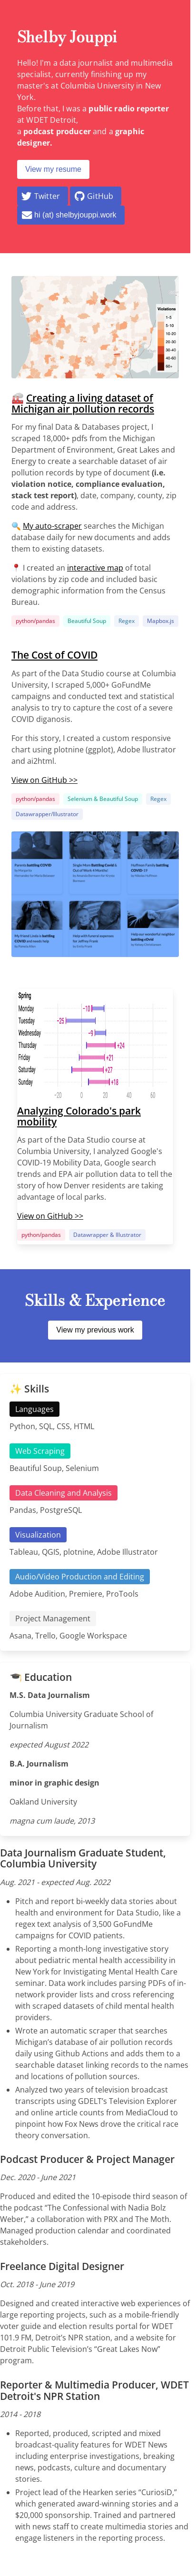 Shelby Jouppi
Hello! I'm a data journalist and multimedia
specialist, currently finishing up my
master's at Columbia University in New
York.
Before that, I was a public radio reporter
at WDET Detroit,
a podcast producer and a graphic
designer.
View my resume
Twitter
GitHub
hi (at) shelbyjouppi.work
Violations
1-5
5-10
10-20
20-30
30-40
40-60
60+
Creating a living dataset of
Michigan air pollution records
For my final Data & Databases project, I
scraped 18,000+ pdfs from the Michigan
Department of Environment, Great Lakes and
Energy to create a searchable dataset of air
pollution records by type of document (i.e.
violation notice, compliance evaluation,
stack test report), date, company, county, zip
code and address.
My auto-scraper searches the Michigan
database daily for new documents and adds
them to existing datasets.
I created an interactive map of total
violations by zip code and included basic
demographic information from the Census
Bureau.
python/pandas
Beautiful Soup
Regex
Mapbox.js
The Cost of COVID
As part of the Data Studio course at Columbia
University, I scraped 5,000+ GoFundMe
campaigns and conducted text and statistical
analysis to try to capture the cost of a severe
COVID diganosis.
For this story, I created a custom responsive
chart using plotnine (ggplot), Adobe Ilustrator
and ai2html.
View on GitHub >>
python/pandas
Selenium & Beautiful Soup
Regex
Datawrapper/Illustrator
Spring
Monday
-10
Tuesday
-25
Wednesday
-9
Thursday
+24
Friday
+21
Saturday
+27
Sunday
+18
-20
0
20
40
60
Analyzing Colorado's park
mobility
As part of the Data Studio course at
Columbia University, I analyzed Google's
COVID-19 Mobility Data, Google search
trends and EPA air pollution data to tell the
story of how Denver residents are taking
advantage of local parks.
View on GitHub >>
python/pandas
Datawrapper & Illustrator
Skills & Experience
View my previous work
Skills
Languages
Python, SQL, CSS, HTML
Web Scraping
Beautiful Soup, Selenium
Data Cleaning and Analysis
Pandas, PostgreSQL
Visualization
Tableau, QGIS, plotnine, Adobe Illustrator
Audio/Video Production and Editing
Adobe Audition, Premiere, ProTools
Project Management
Asana, Trello, Google Workspace
Education
M.S. Data Journalism
Columbia University Graduate School of
Journalism
expected August 2022
B.A. Journalism
minor in graphic design
Oakland University
magna cum laude, 2013
Data Journalism Graduate Student,
Columbia University
Aug. 2021 - expected Aug. 2022
Pitch and report bi-weekly data stories about
health and environment for Data Studio, like a
regex text analysis of 3,500 GoFundMe
campaigns for COVID patients.
Reporting a month-long investigative story
about pediatric mental health accessibility in
New York for Invistigating Mental Health Care
seminar. Data work includes parsing PDFs of in-
network provider lists and cross referencing
with scraped datasets of child mental health
providers.
Wrote an automatic scraper that searches
Michigan's database of air pollution records
daily using Github Actions and adds them to a
searchable dataset linking records to the names
and locations of pollution sources.
Analyzed two years of television broadcast
transcripts using GDELT's Television Explorer
and online article counts from MediaCloud to
pinpoint how Fox News drove the critical race
theory conversation.
Podcast Producer & Project Manager
Dec. 2020 - June 2021
Produced and edited the 10-episode third season of
the podcast "The Confessional with Nadia Bolz
Weber," a collaboration with PRX and The Moth.
Managed production calendar and coordinated
stakeholders.
Freelance Digital Designer
Oct. 2018 - June 2019
Designed and created interactive web experiences of
large reporting projects, such as a mobile-friendly
voter guide and election results portal for WDET
101.9 FM, Detroit's NPR station, and a website for
Detroit Public Television's "Great Lakes Now"
program.
Reporter & Multimedia Producer, WDET
Detroit's NPR Station
2014 - 2018
Reported, produced, scripted and mixed
broadcast-quality features for WDET News
including enterprise investigations, breaking
news, podcasts, culture and documentary
stories.
Project lead of the Hearken series "CuriosiD,"
which generated award-winning stories and a
$20,000 sponsorship. Trained and partnered
with news staff to create multimedia stories and
engage listeners in the reporting process.